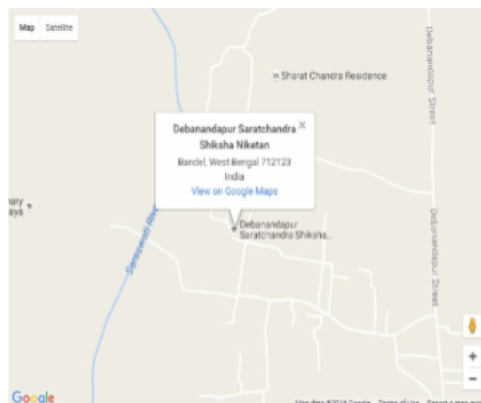 Map Satellite
Sharat Chandra Residence
Debanandapur Street
Debanandapur Saratchandra
Shiksha Niketan
Bandel, West Bengal 712123
India
View on Google Maps
Saraswati
Debanandapur
Saratchandra Shiksha...
Debanandapur Street
Google